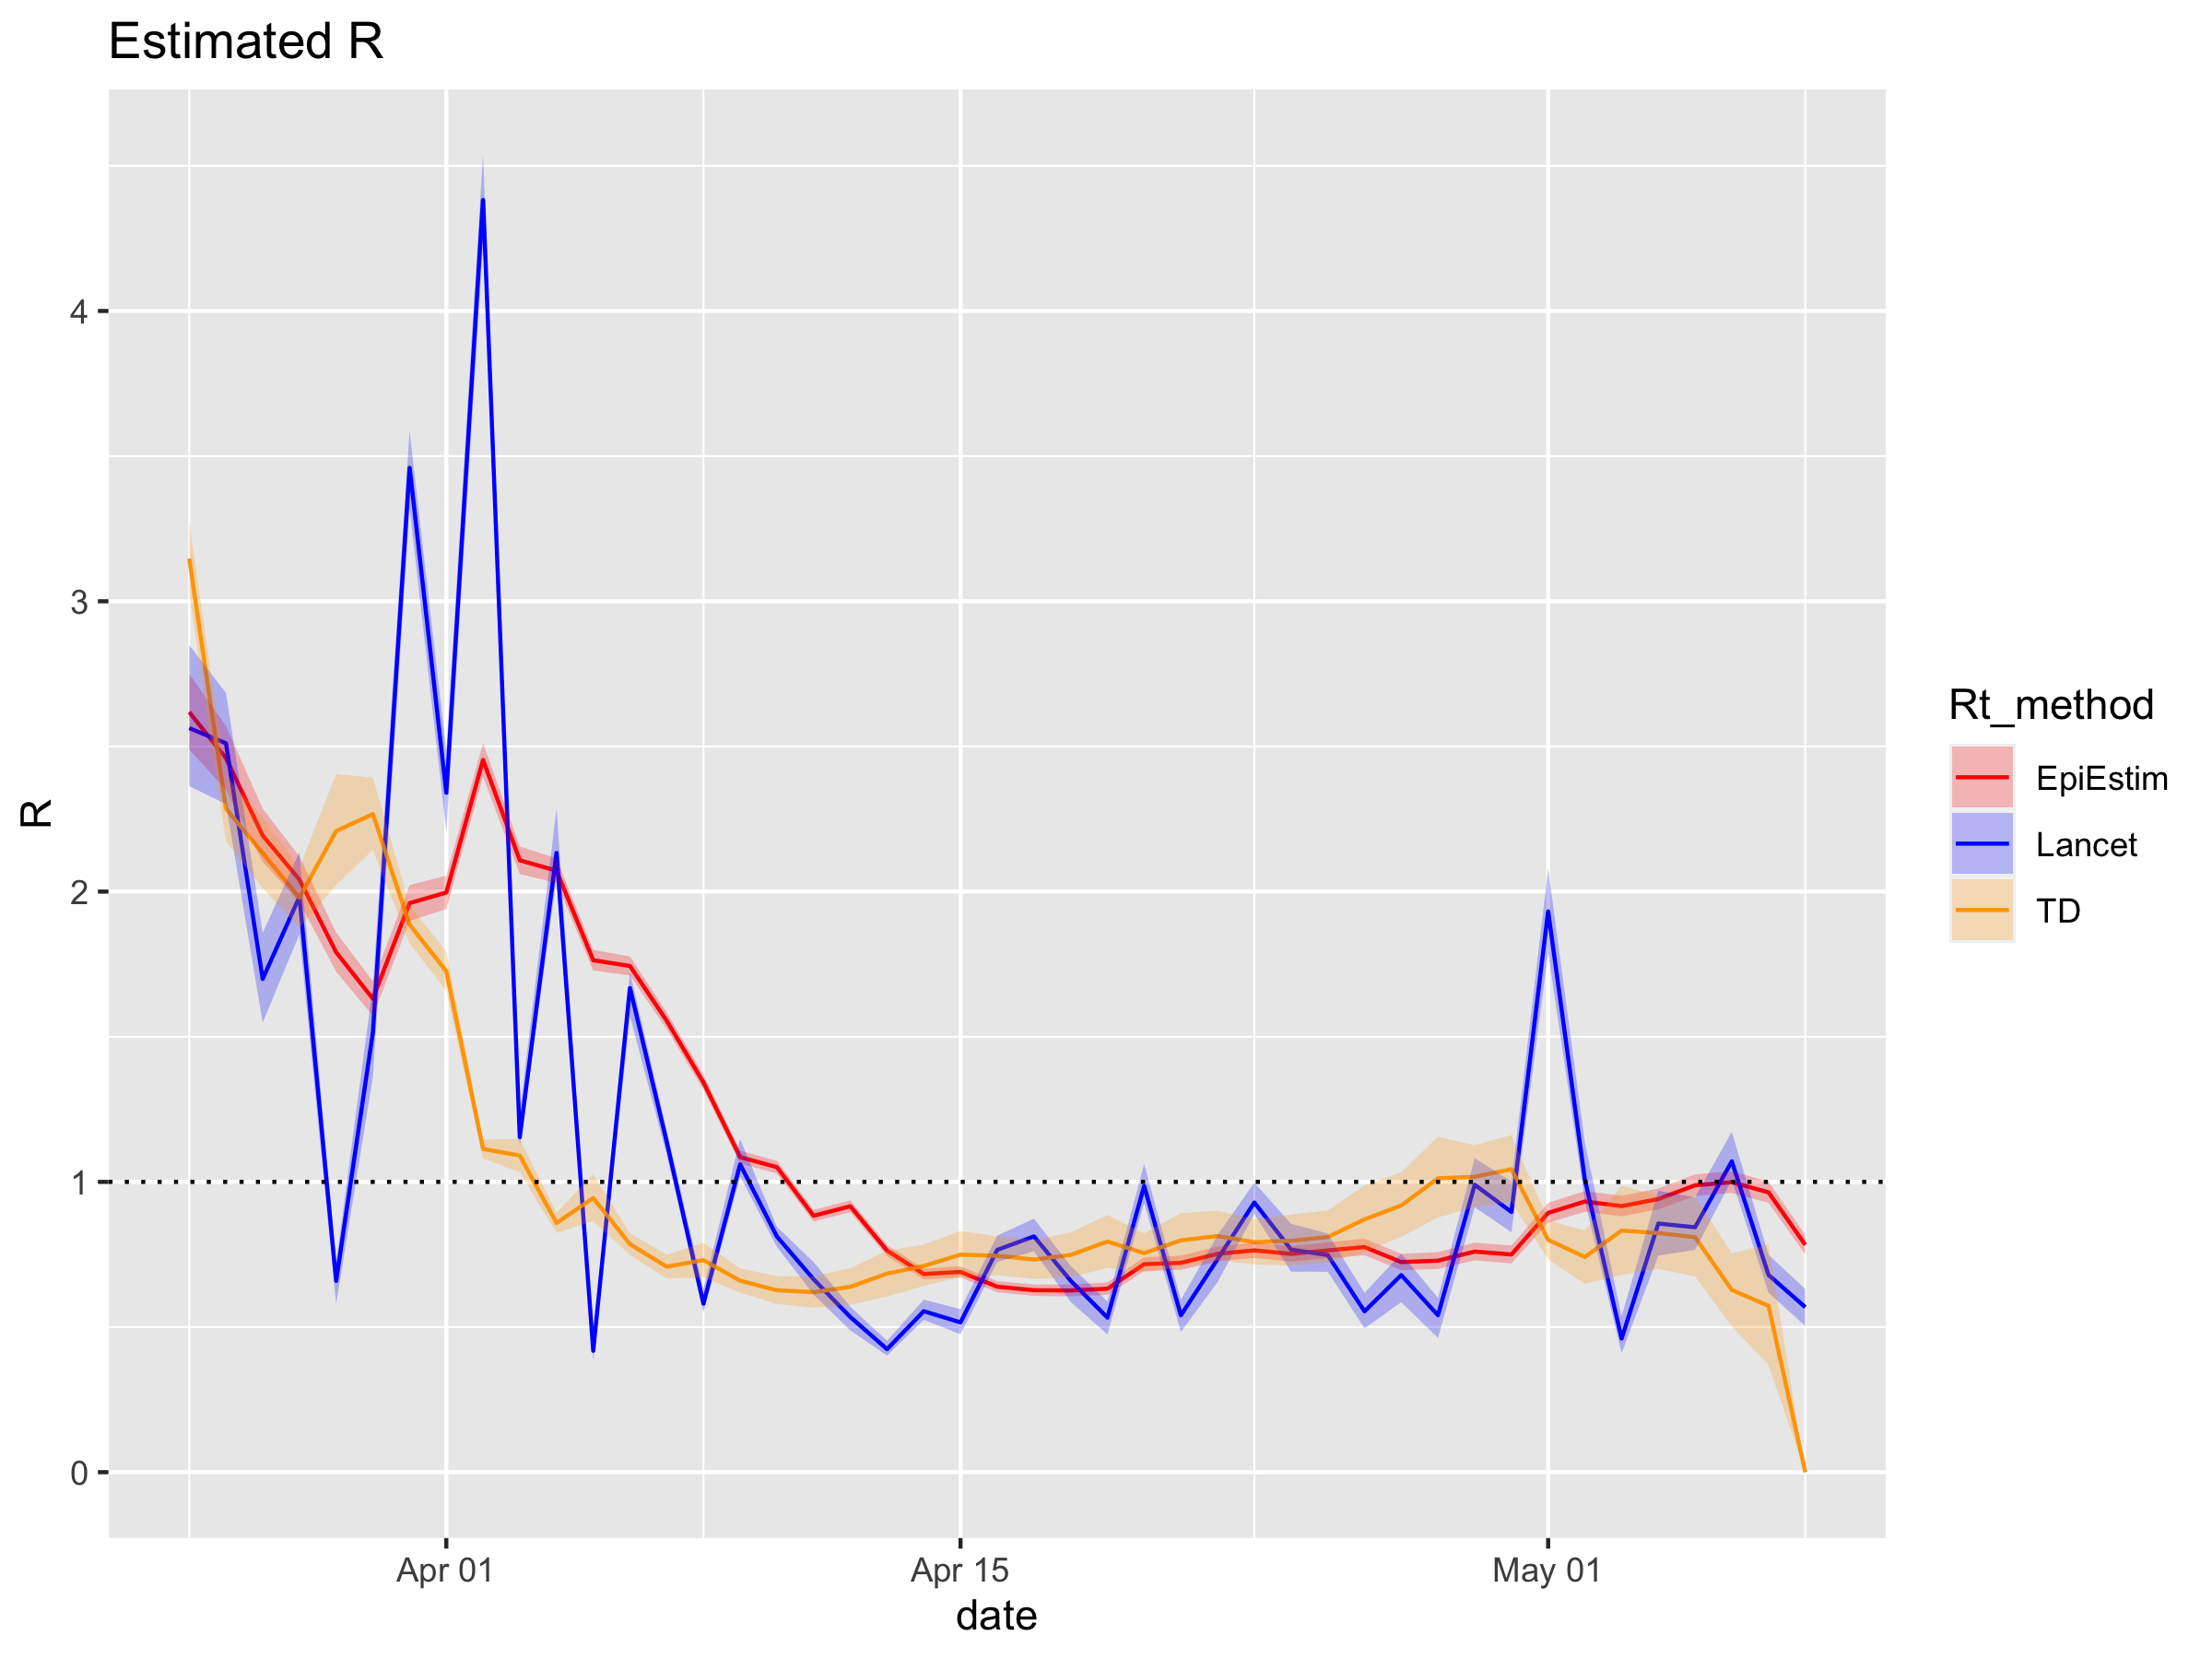 Estimated R
4
3
2
1
0
R
Apr 01
Apr 15
May 01
date
Rt_method
EpiEstim
Lancet
TD